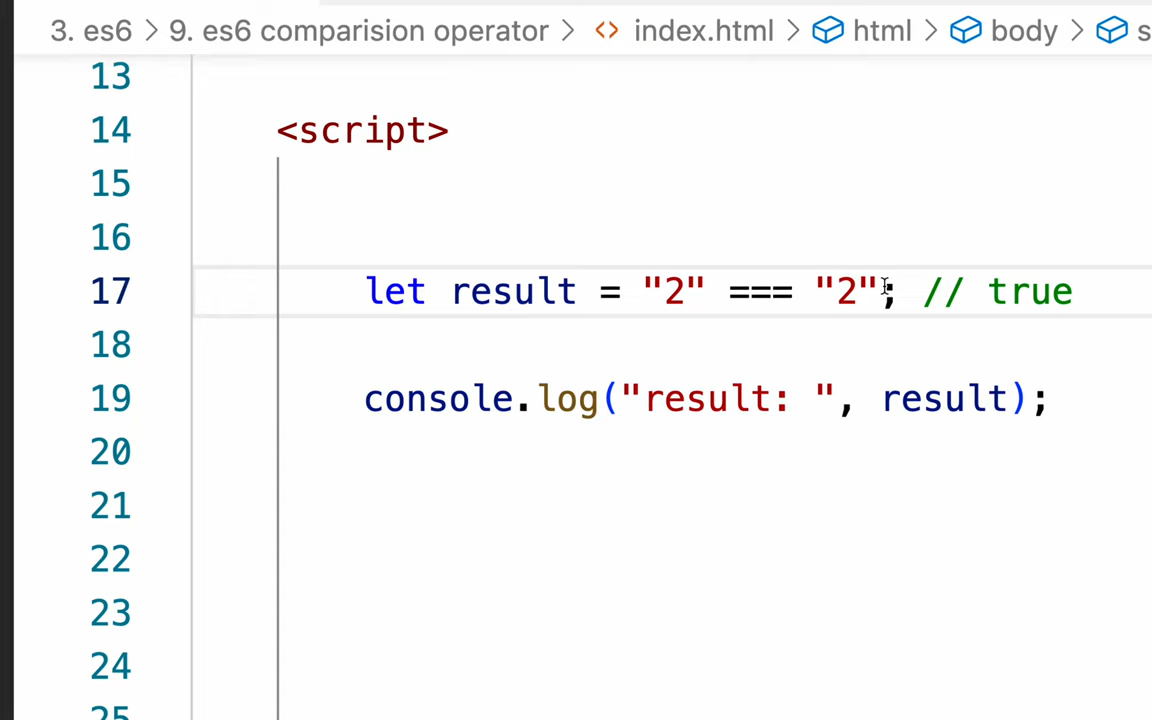 3. es6 > 9. es6 comparision operator > <> index.html > html > body > s
13
14 <script>
15
16
17 let result = "2" === "2"; // true
18
19 console.log("result: ", result);
20
21
22
23
24
25